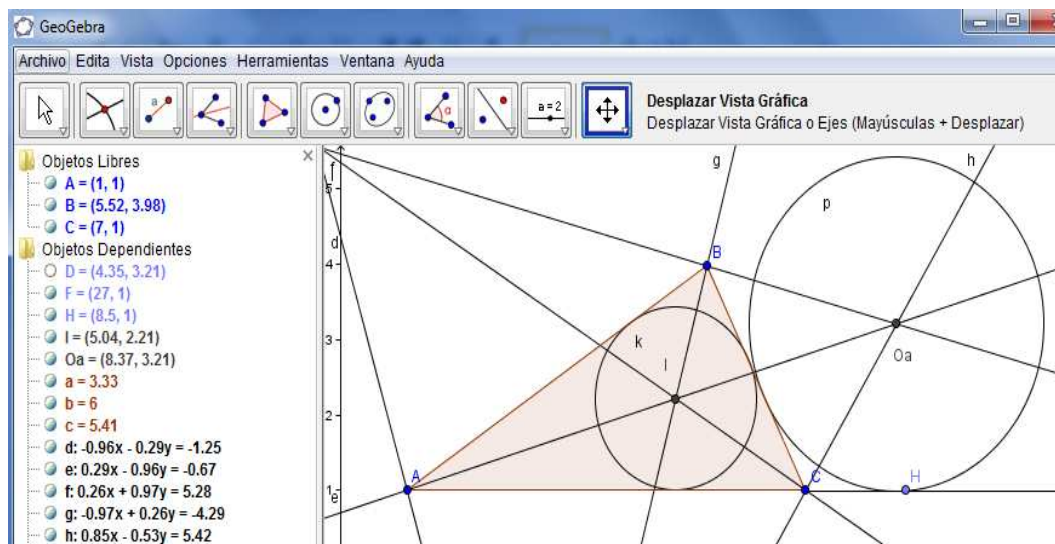 GeoGebra
Archivo Edita Vista Opciones Herramientas Ventana Ayuda
a
α
a = 2
Desplazar Vista Gráfica
Desplazar Vista Gráfica o Ejes (Mayúsculas + Desplazar)
Objetos Libres
A = (1, 1)
B = (5.52, 3.98)
C = (7, 1)
Objetos Dependientes
D = (4.35, 3.21)
F = (27, 1)
H = (8.5, 1)
I = (5.04, 2.21)
Oa = (8.37, 3.21)
a = 3.33
b = 6
c = 5.41
d: -0.96x - 0.29y = -1.25
e: 0.29x - 0.96y = -0.67
f: 0.26x + 0.97y = 5.28
g: -0.97x + 0.26y = -4.29
h: 0.85x - 0.53y = 5.42
f
g
h
5
p
d
B
4
3
k
Oa
I
2
A
C
H
1
e